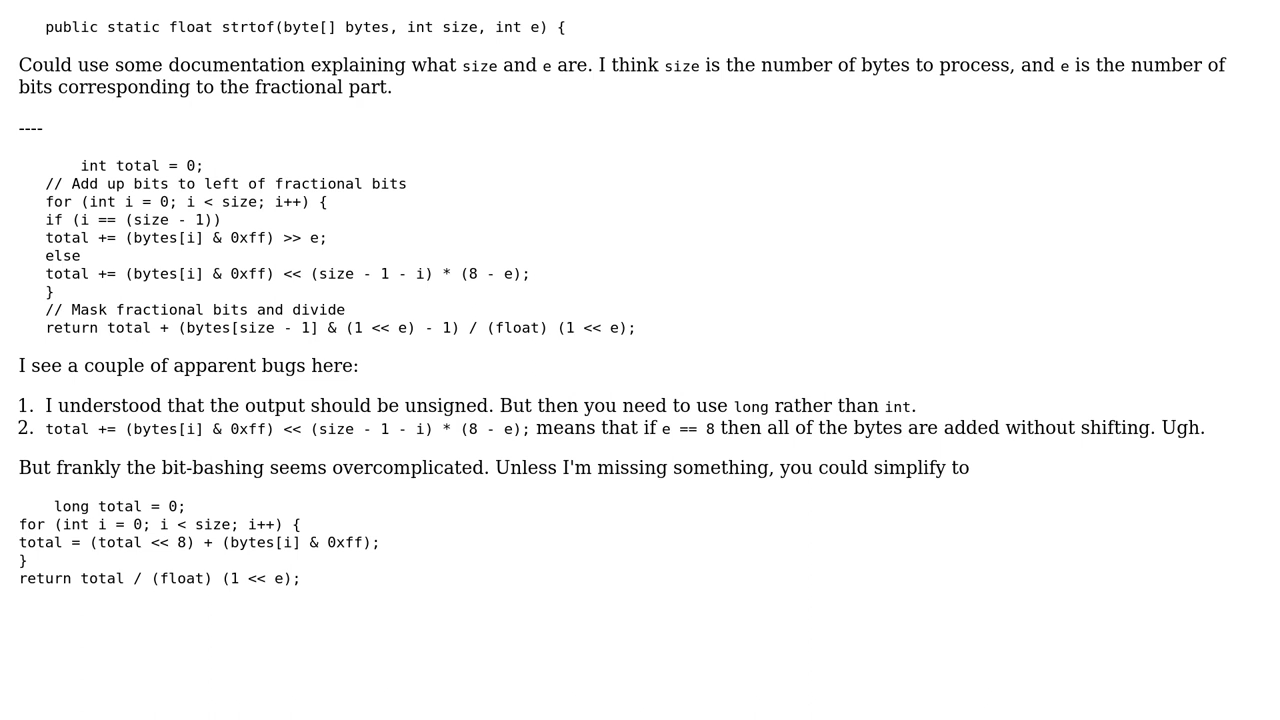 public static float strtof(byte[] bytes, int size, int e) {
Could use some documentation explaining what size and e are. I think size is the number of bytes to process, and e is the number of
bits corresponding to the fractional part.
----
int total = 0;
// Add up bits to left of fractional bits
for (int i = 0; i < size; i++) {
if (i == (size - 1))
total += (bytes[i] & 0xff) >> e;
else
total += (bytes[i] & 0xff) << (size - 1 - i) * (8 - e);
}
// Mask fractional bits and divide
return total + (bytes[size - 1] & (1 << e) - 1) / (float) (1 << e);
I see a couple of apparent bugs here:
1. I understood that the output should be unsigned. But then you need to use long rather than int.
2. total += (bytes[i] & 0xff) << (size - 1 - i) * (8 - e); means that if e == 8 then all of the bytes are added without shifting. Ugh.
But frankly the bit-bashing seems overcomplicated. Unless I'm missing something, you could simplify to
long total = 0;
for (int i = 0; i < size; i++) {
total = (total << 8) + (bytes[i] & 0xff);
}
return total / (float) (1 << e);